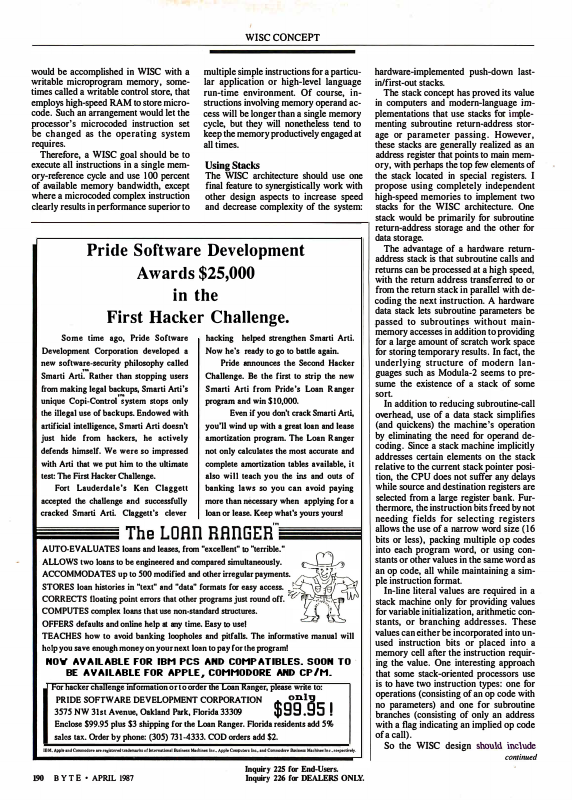 WISC CONCEPT
would be accomplished in WISC with a
writable microprogram memory, some-
times called a writable control store, that
employs high-speed RAM to store micro-
code. Such an arrangement would let the
processor's microcoded instruction set
be changed as the operating system
requires.
Therefore, a WISC goal should be to
execute all instructions in a single mem-
ory-reference cycle and use 100 percent
of available memory bandwidth, except
where a microcoded complex instruction
clearly results in performance superior to
multiple simple instructions for a particu-
lar application or high-level language
run-time environment. Of course, in-
structions involving memory operand ac-
cess will be longer than a single memory
cycle, but they will nonetheless tend to
keep the memory productively engaged at
all times.
Using Stacks
The WISC architecture should use one
final feature to synergistically work with
other design aspects to increase speed
and decrease complexity of the system:
hardware-implemented push-down last-
in/first-out stacks.
The stack concept has proved its value
in computers and modern-language im-
plementations that use stacks for imple-
menting subroutine return-address stor-
age or parameter passing. However,
these stacks are generally realized as an
address register that points to main mem-
ory, with perhaps the top few elements of
the stack located in special registers. I
propose using completely independent
high-speed memories to implement two
stacks for the WISC architecture. One
stack would be primarily for subroutine
return-address storage and the other for
data storage.
The advantage of a hardware return-
address stack is that subroutine calls and
returns can be processed at a high speed,
with the return address transferred to or
from the return stack in parallel with de-
coding the next instruction. A hardware
data stack lets subroutine parameters be
passed to subroutines without main-
memory accesses in addition to providing
for a large amount of scratch work space
for storing temporary results. In fact, the
underlying structure of modern lan-
guages such as Modula-2 seems to pre-
sume the existence of a stack of some
sort.
In addition to reducing subroutine-call
overhead, use of a data stack simplifies
(and quickens) the machine's operation
by eliminating the need for operand de-
coding. Since a stack machine implicitly
addresses certain elements on the stack
relative to the current stack pointer posi-
tion, the CPU does not suffer any delays
while source and destination registers are
selected from a large register bank. Fur-
thermore, the instruction bits freed by not
needing fields for selecting registers
allows the use of a narrow word size (16
bits or less), packing multiple op codes
into each program word, or using con-
stants or other values in the same word as
an op code, all while maintaining a sim-
ple instruction format.
In-line literal values are required in a
stack machine only for providing values
for variable initialization, arithmetic con-
stants, or branching addresses. These
values can either be incorporated into un-
used instruction bits or placed into a
memory cell after the instruction requir-
ing the value. One interesting approach
that some stack-oriented processors use
is to have two instruction types: one for
operations (consisting of an op code with
no parameters) and one for subroutine
branches (consisting of only an address
with a flag indicating an implied op code
of a call).
So the WISC design should include
continued
Pride Software Development
Awards $25,000
in the
First Hacker Challenge.
Some time ago, Pride Software
Development Corporation developed a
new software-security philosophy called
Smarti Arti.™ Rather than stopping users
from making legal backups, Smarti Arti's
unique Copi-Control™ system stops only
the illegal use of backups. Endowed with
artificial intelligence, Smarti Arti doesn't
just hide from hackers, he actively
defends himself. We were so impressed
with Arti that we put him to the ultimate
test: The First Hacker Challenge.
Fort Lauderdale's Ken Claggett
accepted the challenge and successfully
cracked Smarti Arti. Claggett's clever
hacking helped strengthen Smarti Arti.
Now he's ready to go to battle again.
Pride announces the Second Hacker
Challenge. Be the first to strip the new
Smarti Arti from Pride's Loan Ranger
program and win $10,000.
Even if you don't crack Smarti Arti,
you'll wind up with a great loan and lease
amortization program. The Loan Ranger
not only calculates the most accurate and
complete amortization tables available, it
also will teach you the ins and outs of
banking laws so you can avoid paying
more than necessary when applying for a
loan or lease. Keep what's yours yours!
The LOAN RANGER™
AUTO-EVALUATES loans and leases, from "excellent" to "terrible."
ALLOWS two loans to be engineered and compared simultaneously.
ACCOMMODATES up to 500 modified and other irregular payments.
STORES loan histories in "text" and "data" formats for easy access.
CORRECTS floating point errors that other programs just round off.
COMPUTES complex loans that use non-standard structures.
OFFERS defaults and online help at any time. Easy to use!
TEACHES how to avoid banking loopholes and pitfalls. The informative manual will
help you save enough money on your next loan to pay for the program!
NOW AVAILABLE FOR IBM PCS AND COMPATIBLES. SOON TO
BE AVAILABLE FOR APPLE, COMMODORE AND CP/M.
For hacker challenge information or to order the Loan Ranger, please write to:
PRIDE SOFTWARE DEVELOPMENT CORPORATION only
3575 NW 31st Avenue, Oakland Park, Florida 33309 $99.95!
Enclose $99.95 plus $3 shipping for the Loan Ranger. Florida residents add 5%
sales tax. Order by phone: (305) 731-4333. COD orders add $2.
IBM, Apple and Commodore are registered trademarks of International Business Machines Inc., Apple Computers Inc., and Commodore Business Machines Inc., respectively.
190 BYTE • APRIL 1987
Inquiry 225 for End-Users.
Inquiry 226 for DEALERS ONLY.